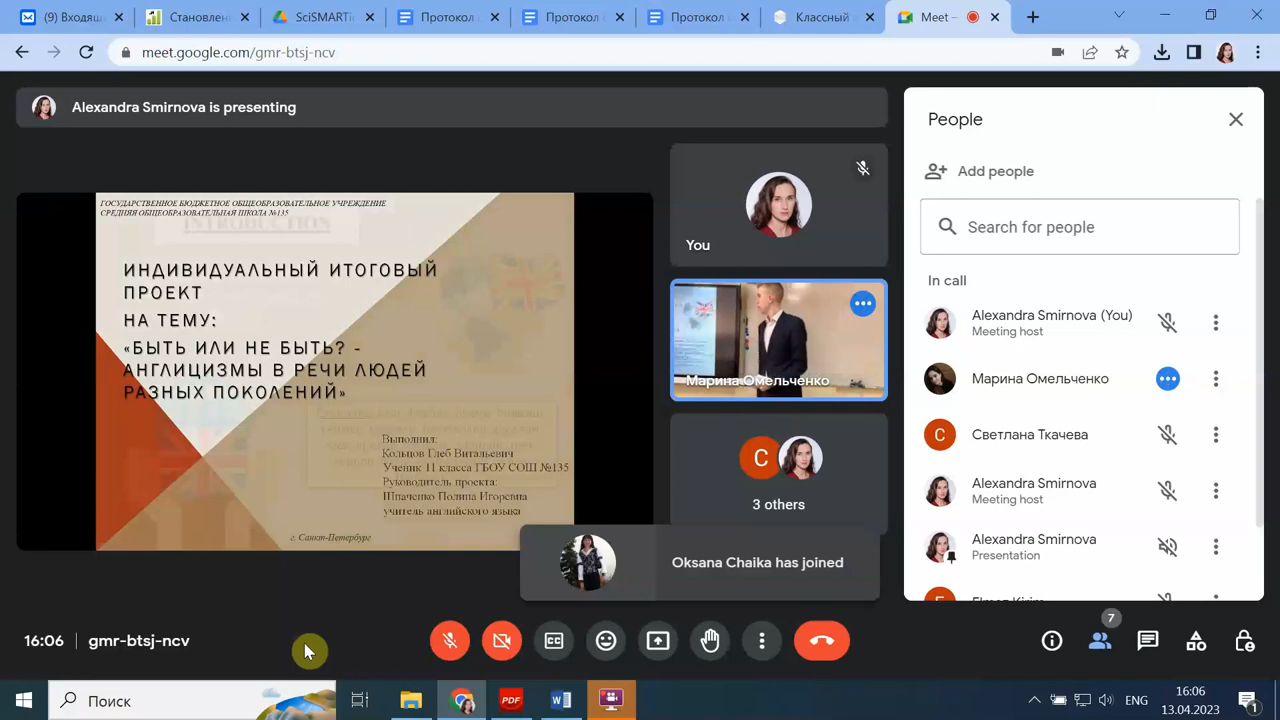 (9) Входящ
Становлени
SciSMARTi
Протокол
Протокол
Протокол
Классный
Meet –
meet.google.com/gmr-btsj-ncv
Alexandra Smirnova is presenting
ГОСУДАРСТВЕННОЕ БЮДЖЕТНОЕ ОБЩЕОБРАЗОВАТЕЛЬНОЕ УЧРЕЖДЕНИЕ
СРЕДНЯЯ ОБЩЕОБРАЗОВАТЕЛЬНАЯ ШКОЛА №135
INTRODUCTION
ИНДИВИДУАЛЬНЫЙ ИТОГОВЫЙ
ПРОЕКТ
НА ТЕМУ:
«БЫТЬ ИЛИ НЕ БЫТЬ? -
АНГЛИЦИЗМЫ В РЕЧИ ЛЮДЕЙ
РАЗНЫХ ПОКОЛЕНИЙ»
Выполнил:
Кольцов Глеб Витальевич
Ученик 11 класса ГБОУ СОШ №135
Руководитель проекта:
Шпаченко Полина Игоревна
учитель английского языка
г. Санкт-Петербург
You
Марина Омельченко
C
3 others
Oksana Chaika has joined
People
Add people
Search for people
In call
Alexandra Smirnova (You)
Meeting host
Марина Омельченко
С
Светлана Ткачева
Alexandra Smirnova
Meeting host
Alexandra Smirnova
Presentation
16:06
gmr-btsj-ncv
7
Поиск
PDF
ENG
16:06
13.04.2023
1